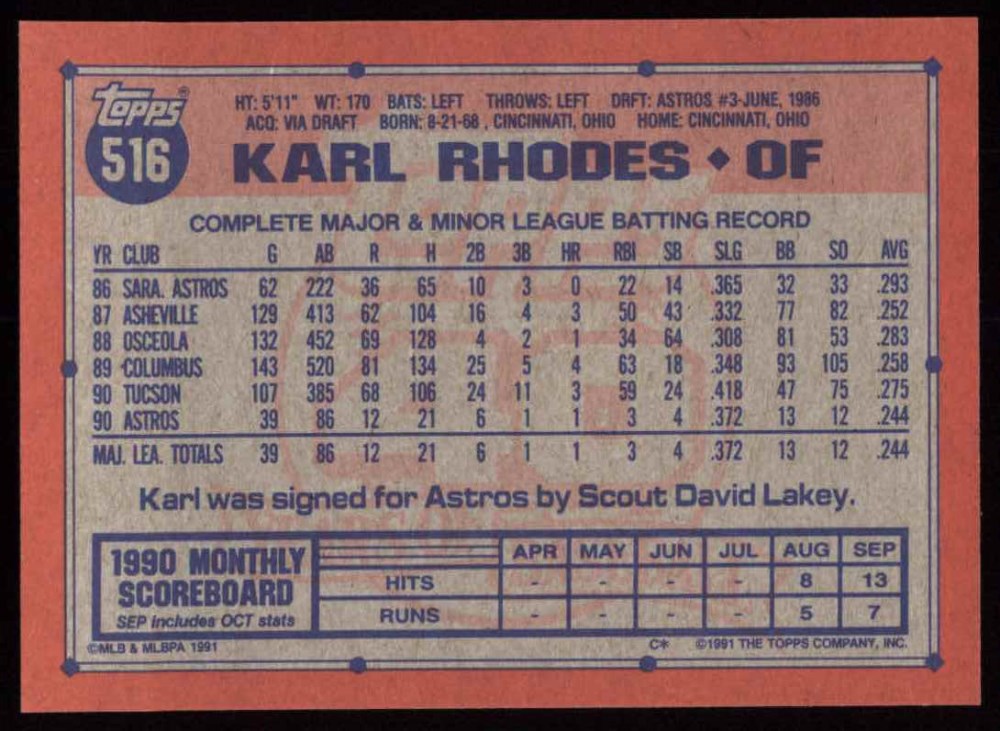 Topps®
516
HT: 5'11" WT: 170 BATS: LEFT THROWS: LEFT DRFT: ASTROS #3-JUNE, 1986
ACQ: VIA DRAFT BORN: 8-21-68 , CINCINNATI, OHIO HOME: CINCINNATI, OHIO
KARL RHODES ◆ OF
COMPLETE MAJOR & MINOR LEAGUE BATTING RECORD
YR CLUB G AB R H 2B 3B HR RBI SB SLG BB SO AVG
86 SARA. ASTROS 62 222 36 65 10 3 0 22 14 .365 32 33 .293
87 ASHEVILLE 129 413 62 104 16 4 3 50 43 .332 77 82 .252
88 OSCEOLA 132 452 69 128 4 2 1 34 64 .308 81 53 .283
89 COLUMBUS 143 520 81 134 25 5 4 63 18 .348 93 105 .258
90 TUCSON 107 385 68 106 24 11 3 59 24 .418 47 75 .275
90 ASTROS 39 86 12 21 6 1 1 3 4 .372 13 12 .244
MAJ. LEA. TOTALS 39 86 12 21 6 1 1 3 4 .372 13 12 .244
Karl was signed for Astros by Scout David Lakey.
1990 MONTHLY
SCOREBOARD
SEP includes OCT stats
APR MAY JUN JUL AUG SEP
HITS - - - - 8 13
RUNS - - - - 5 7
©MLB & MLBPA 1991 C* ©1991 THE TOPPS COMPANY, INC.